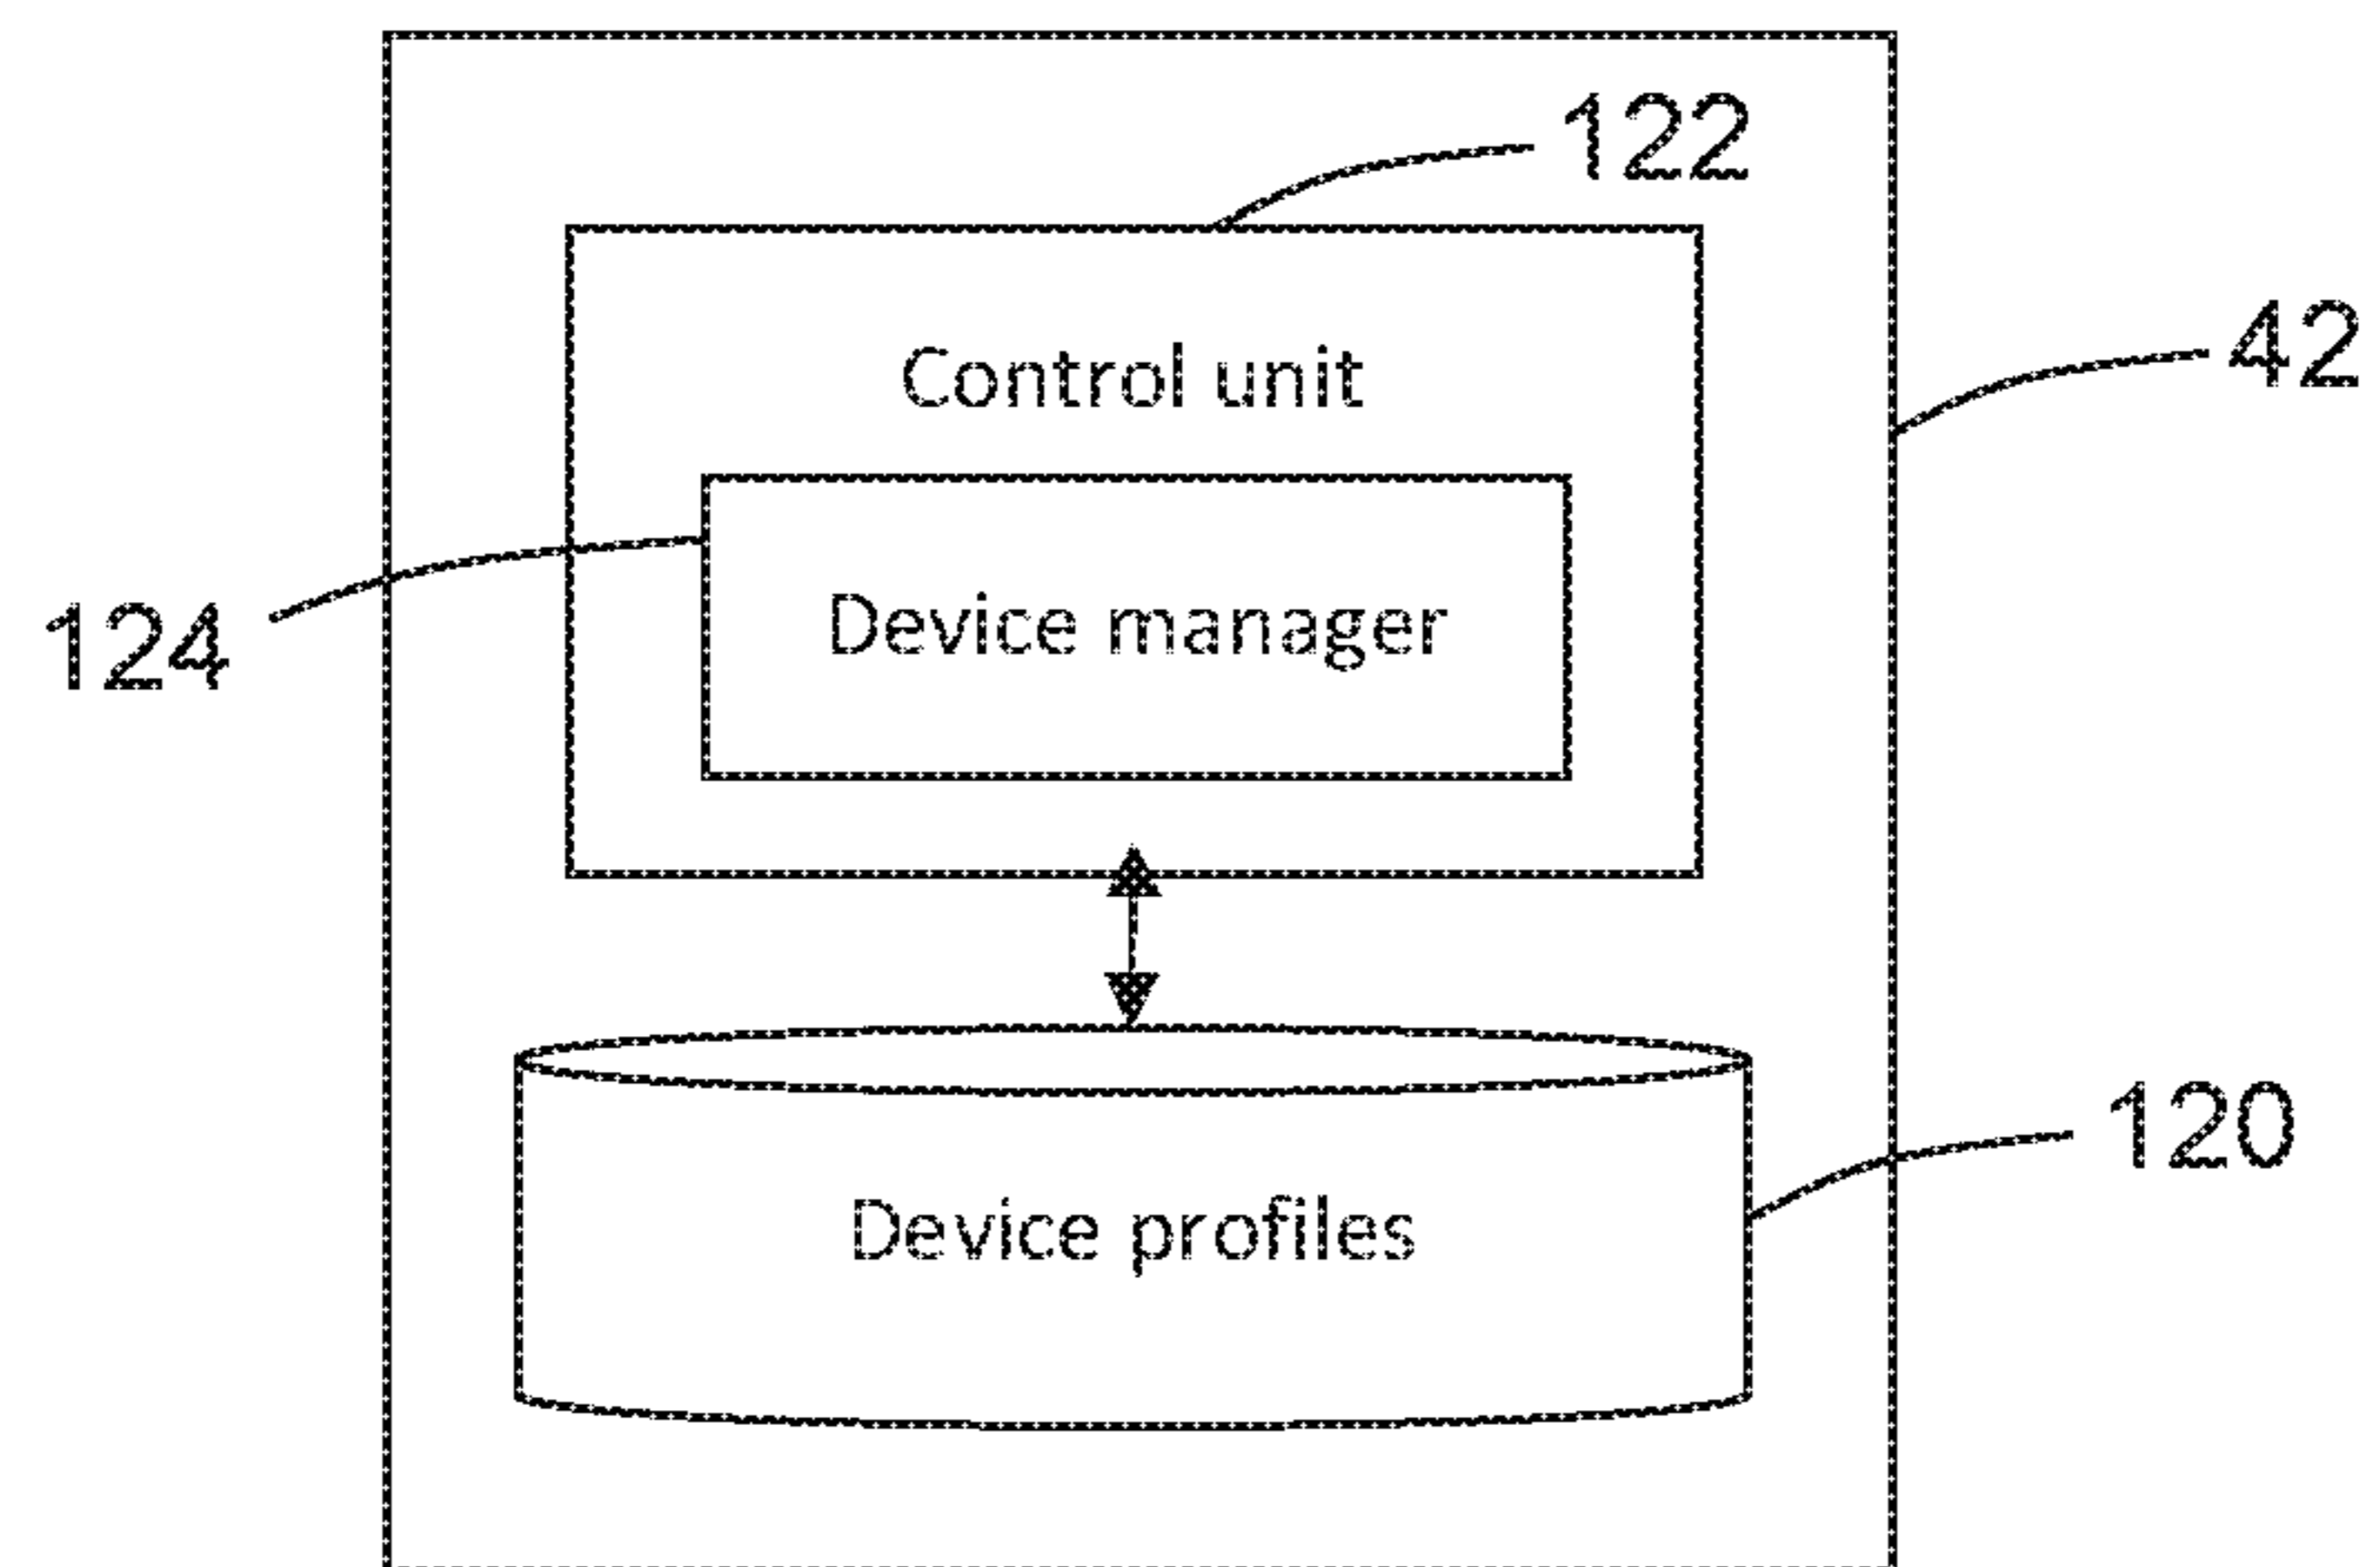 122
42
Control unit
124
Device manager
120
Device profiles